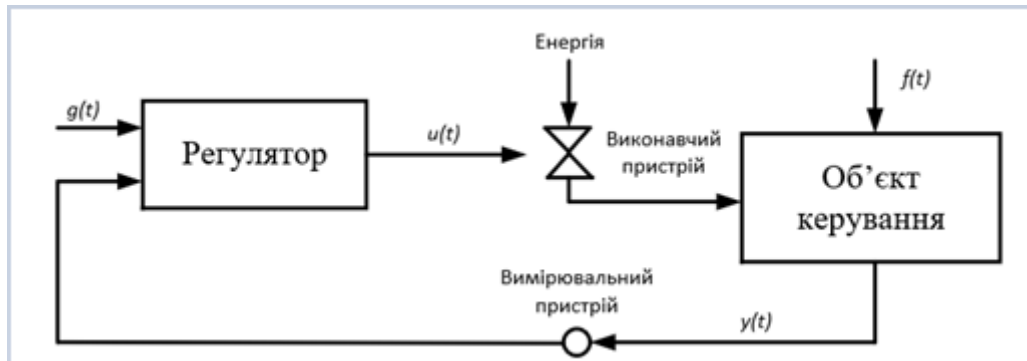 Енергія
g(t)
f(t)
Регулятор
u(t)
Виконавчий
пристрій
Об’єкт
керування
Вимірювальний
пристрій
y(t)